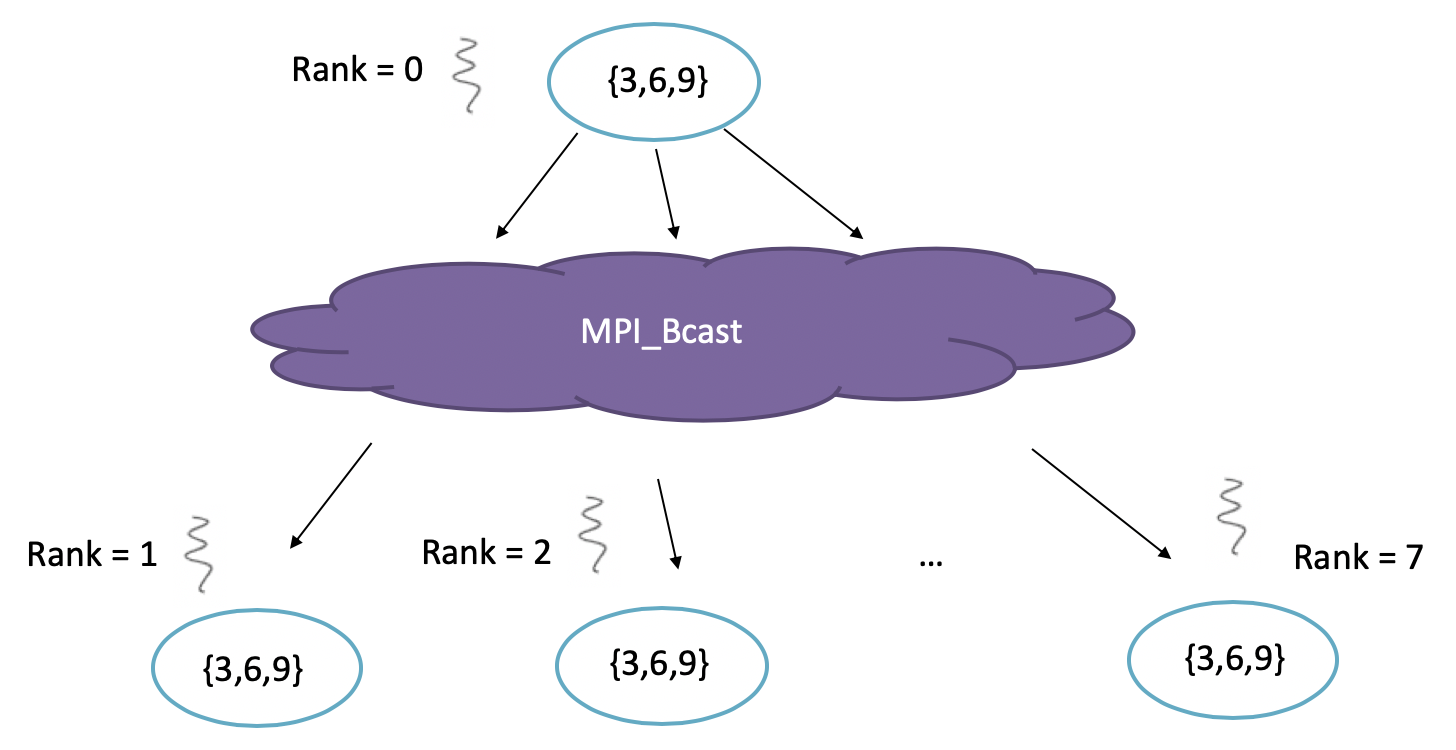 Rank = 0
{3,6,9}
MPI_Bcast
Rank = 1
Rank = 2
...
Rank = 7
{3,6,9}
{3,6,9}
{3,6,9}